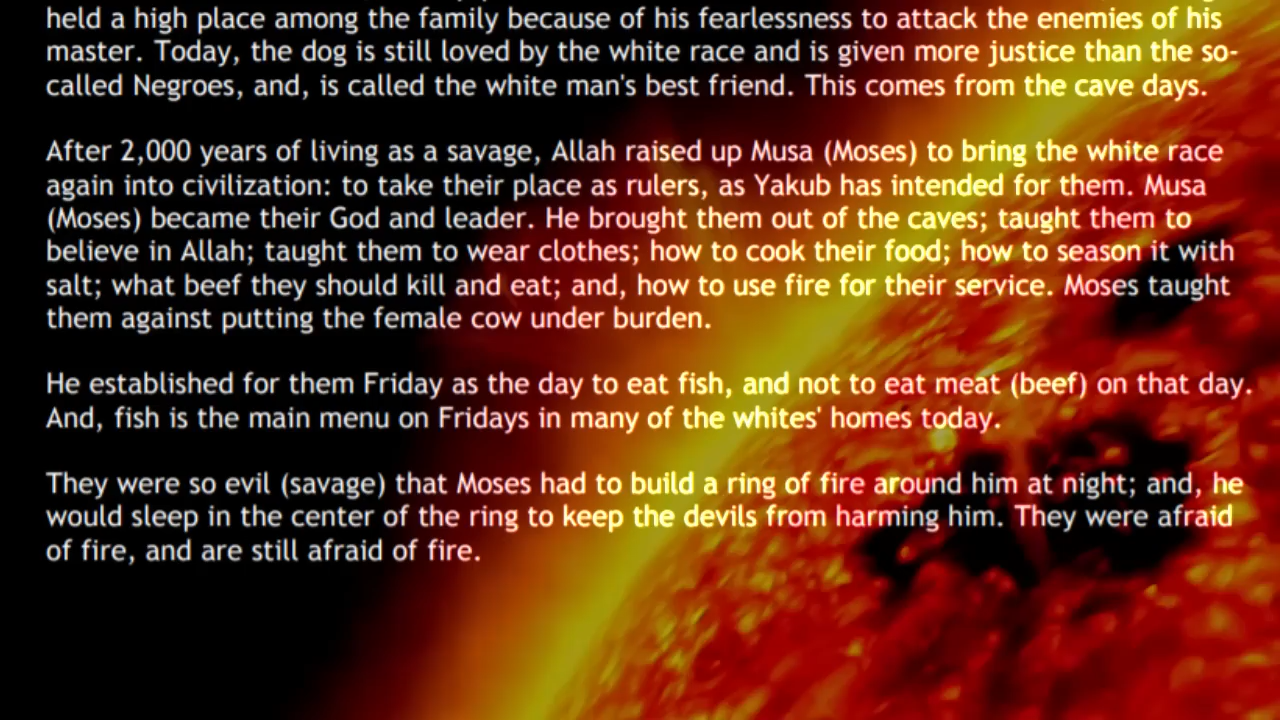 held a high place among the family because of his fearlessness to attack the enemies of his
master. Today, the dog is still loved by the white race and is given more justice than the so-
called Negroes, and, is called the white man's best friend. This comes from the cave days.
After 2,000 years of living as a savage, Allah raised up Musa (Moses) to bring the white race
again into civilization: to take their place as rulers, as Yakub has intended for them. Musa
(Moses) became their God and leader. He brought them out of the caves; taught them to
believe in Allah; taught them to wear clothes; how to cook their food; how to season it with
salt; what beef they should kill and eat; and, how to use fire for their service. Moses taught
them against putting the female cow under burden.
He established for them Friday as the day to eat fish, and not to eat meat (beef) on that day.
And, fish is the main menu on Fridays in many of the whites' homes today.
They were so evil (savage) that Moses had to build a ring of fire around him at night; and, he
would sleep in the center of the ring to keep the devils from harming him. They were afraid
of fire, and are still afraid of fire.